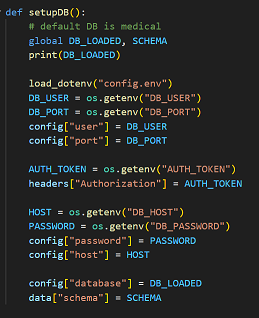 def setupDB():
    # default DB is medical
    global DB_LOADED, SCHEMA
    print(DB_LOADED)

    load_dotenv("config.env")
    DB_USER = os.getenv("DB_USER")
    DB_PORT = os.getenv("DB_PORT")
    config["user"] = DB_USER
    config["port"] = DB_PORT

    AUTH_TOKEN = os.getenv("AUTH_TOKEN")
    headers["Authorization"] = AUTH_TOKEN

    HOST = os.getenv("DB_HOST")
    PASSWORD = os.getenv("DB_PASSWORD")
    config["password"] = PASSWORD
    config["host"] = HOST

    config["database"] = DB_LOADED
    data["schema"] = SCHEMA